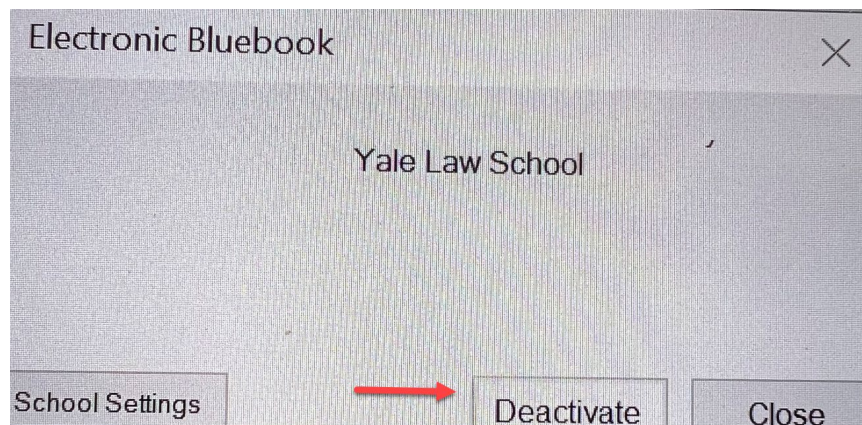 Electronic Bluebook
Yale Law School
School Settings
Deactivate
Close